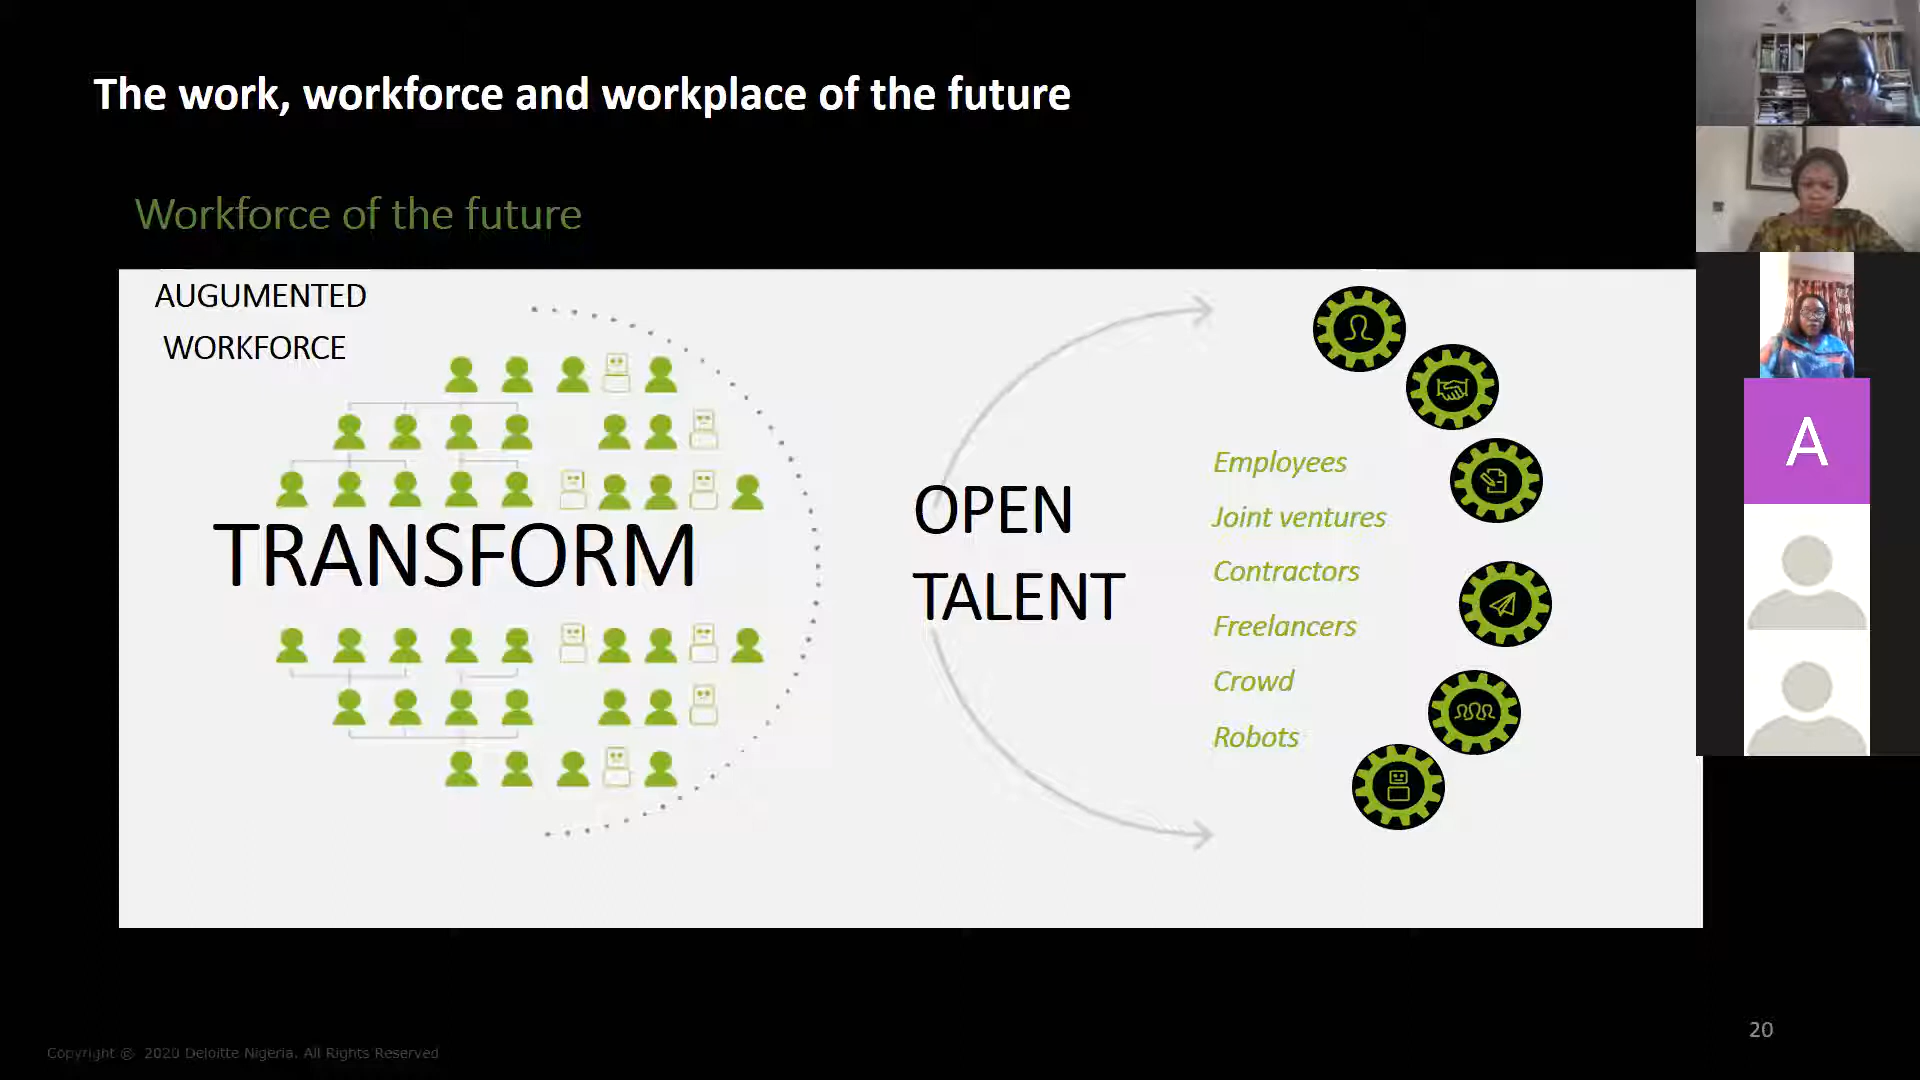 The work, workforce and workplace of the future
Workforce of the future
AUGUMENTED
WORKFORCE
TRANSFORM
OPEN
TALENT
Employees
Joint ventures
Contractors
Freelancers
Crowd
Robots
A
20
Copyright © 2020 Deloitte Nigeria. All Rights Reserved